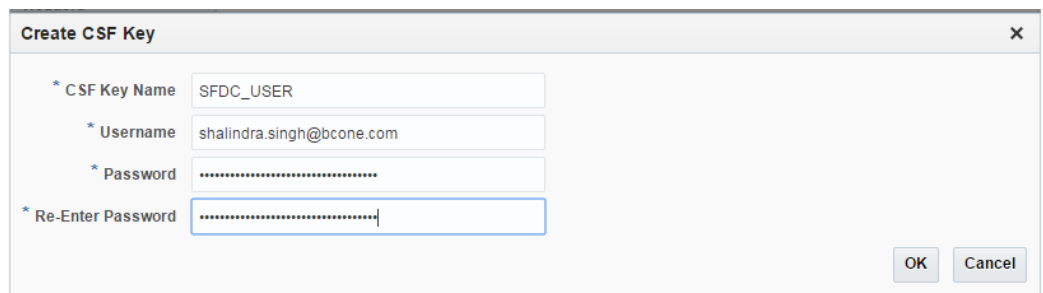 Create CSF Key ×
* CSF Key Name SFDC_USER
* Username shalindra.singh@bcone.com
* Password ···································
* Re-Enter Password ···································
OK Cancel